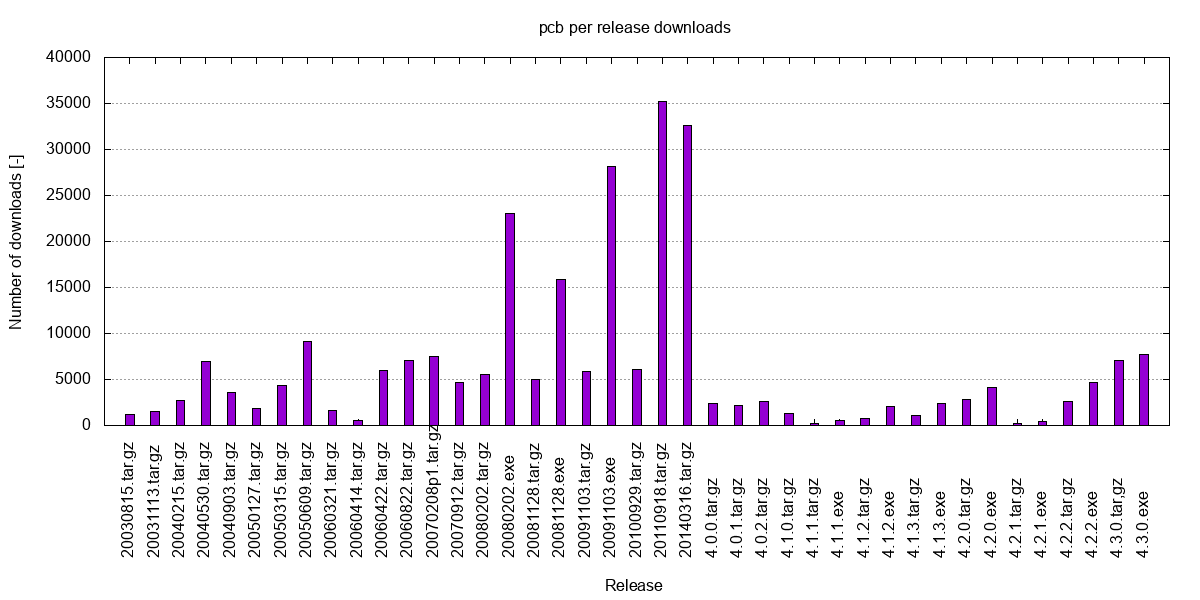 pcb per release downloads
40000
35000
30000
25000
20000
15000
10000
5000
0
Number of downloads [-]
20030815.tar.gz
20031113.tar.gz
20040215.tar.gz
20040530.tar.gz
20040903.tar.gz
20050127.tar.gz
20050315.tar.gz
20050609.tar.gz
20060321.tar.gz
20060414.tar.gz
20060422.tar.gz
20060822.tar.gz
20070208p1.tar.gz
20070912.tar.gz
20080202.tar.gz
20080202.exe
20081128.tar.gz
20081128.exe
20091103.tar.gz
20091103.exe
20100929.tar.gz
20110918.tar.gz
20140316.tar.gz
4.0.0.tar.gz
4.0.1.tar.gz
4.0.2.tar.gz
4.1.0.tar.gz
4.1.1.tar.gz
4.1.1.exe
4.1.2.tar.gz
4.1.2.exe
4.1.3.tar.gz
4.1.3.exe
4.2.0.tar.gz
4.2.0.exe
4.2.1.tar.gz
4.2.1.exe
4.2.2.tar.gz
4.2.2.exe
4.3.0.tar.gz
4.3.0.exe
Release